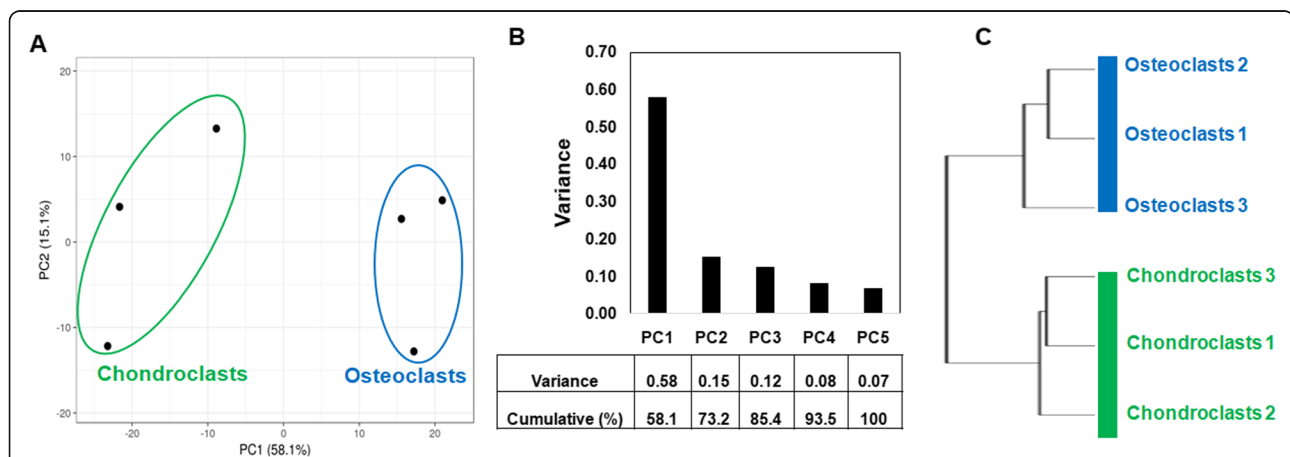 A
20
10
0
-10
-20
PC2 (15.1%)
Chondroclasts
Osteoclasts
-20
-10
0
10
20
PC1 (58.1%)
B
0.70
0.60
0.50
0.40
0.30
0.20
0.10
0.00
Variance
PC1 PC2 PC3 PC4 PC5
Variance 0.58 0.15 0.12 0.08 0.07
Cumulative (%) 58.1 73.2 85.4 93.5 100
C
Osteoclasts 2
Osteoclasts 1
Osteoclasts 3
Chondroclasts 3
Chondroclasts 1
Chondroclasts 2